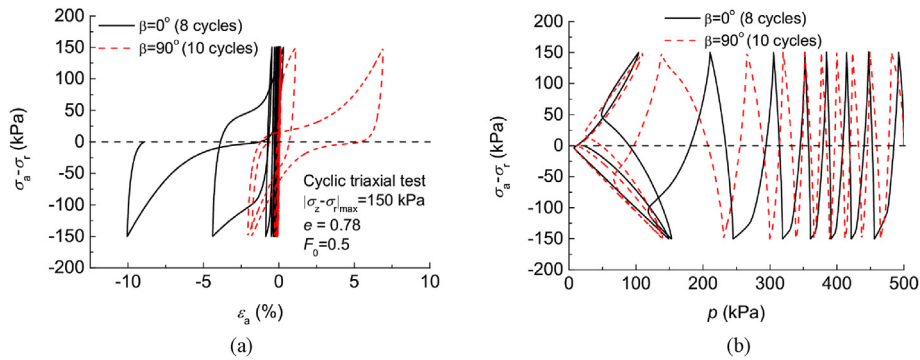 β=0° (8 cycles)
β=90° (10 cycles)
200
150
100
50
0
-50
-100
-150
-200
σₐ-σᵣ (kPa)
Cyclic triaxial test
|σ_z-σᵣ|ₘₐₓ=150 kPa
e = 0.78
F₀=0.5
-10
-5
0
5
10
εₐ (%)
(a)
β=0° (8 cycles)
β=90° (10 cycles)
200
150
100
50
0
-50
-100
-150
-200
σₐ-σᵣ (kPa)
0
100
200
300
400
500
p (kPa)
(b)